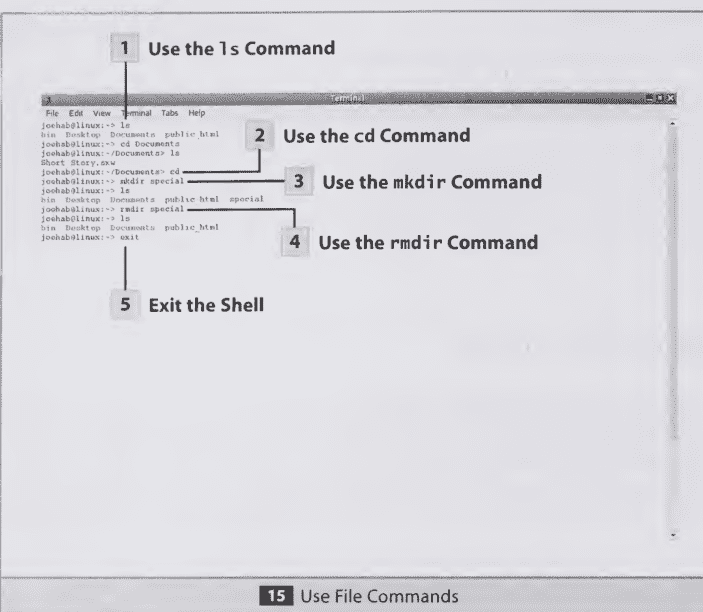 1 Use the ls Command
Terminal
File Edit View Terminal Tabs Help
joehab@linux:~> ls
bin Desktop Documents public_html
joehab@linux:~> cd Documents
joehab@linux:~/Documents> ls
Short Story.sxw
joehab@linux:~/Documents> cd
joehab@linux:~> mkdir special
joehab@linux:~> ls
bin Desktop Documents public_html special
joehab@linux:~> rmdir special
joehab@linux:~> ls
bin Desktop Documents public_html
joehab@linux:~> exit
2 Use the cd Command
3 Use the mkdir Command
4 Use the rmdir Command
5 Exit the Shell
15 Use File Commands